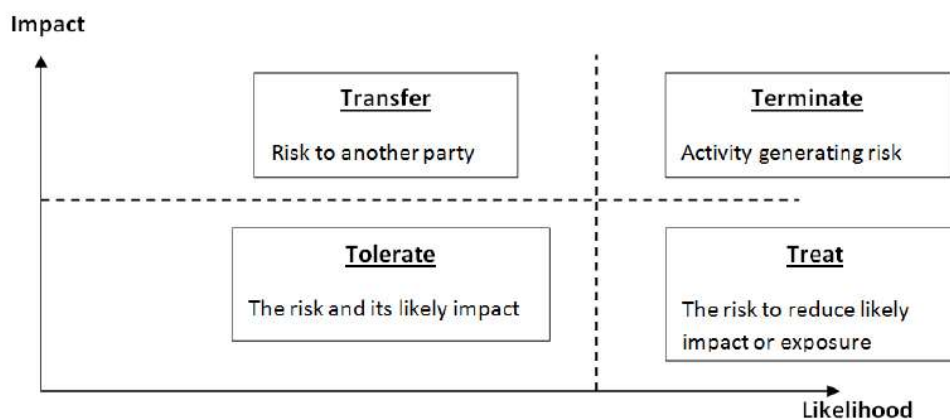 Impact
Transfer
Risk to another party
Terminate
Activity generating risk
Tolerate
The risk and its likely impact
Treat
The risk to reduce likely
impact or exposure
Likelihood